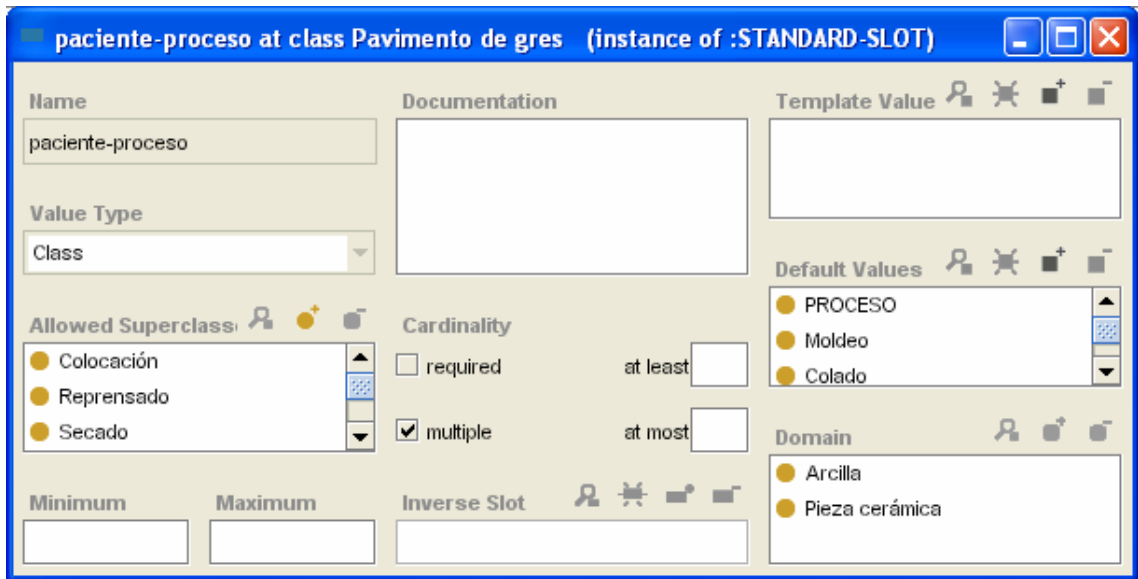 paciente-proceso at class Pavimento de gres (instance of :STANDARD-SLOT)
Name
paciente-proceso
Value Type
Class
Allowed Superclass
Colocación
Reprensado
Secado
Minimum
Maximum
Documentation
Cardinality
required
at least
multiple
at most
Inverse Slot
Template Value
Default Values
PROCESO
Moldeo
Colado
Domain
Arcilla
Pieza cerámica